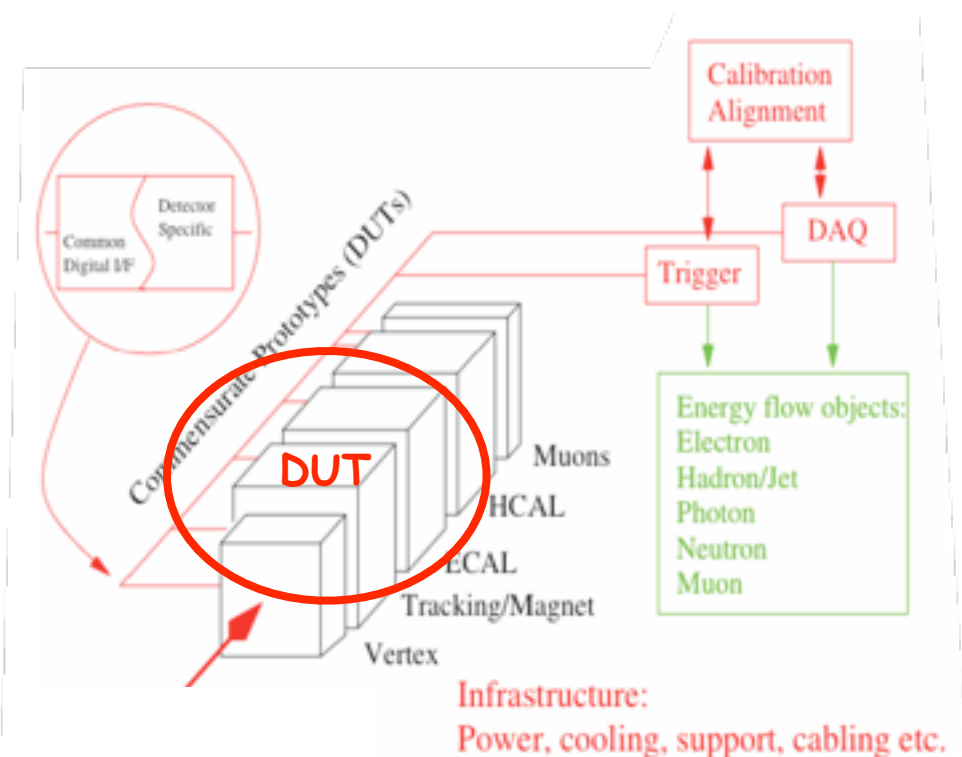 Calibration
Alignment
Detector
Specific
Common
Digital I/F
Commensurate Prototypes (DUTs)
DAQ
Trigger
DUT
Muons
HCAL
ECAL
Tracking/Magnet
Vertex
Energy flow objects:
Electron
Hadron/Jet
Photon
Neutron
Muon
Infrastructure:
Power, cooling, support, cabling etc.